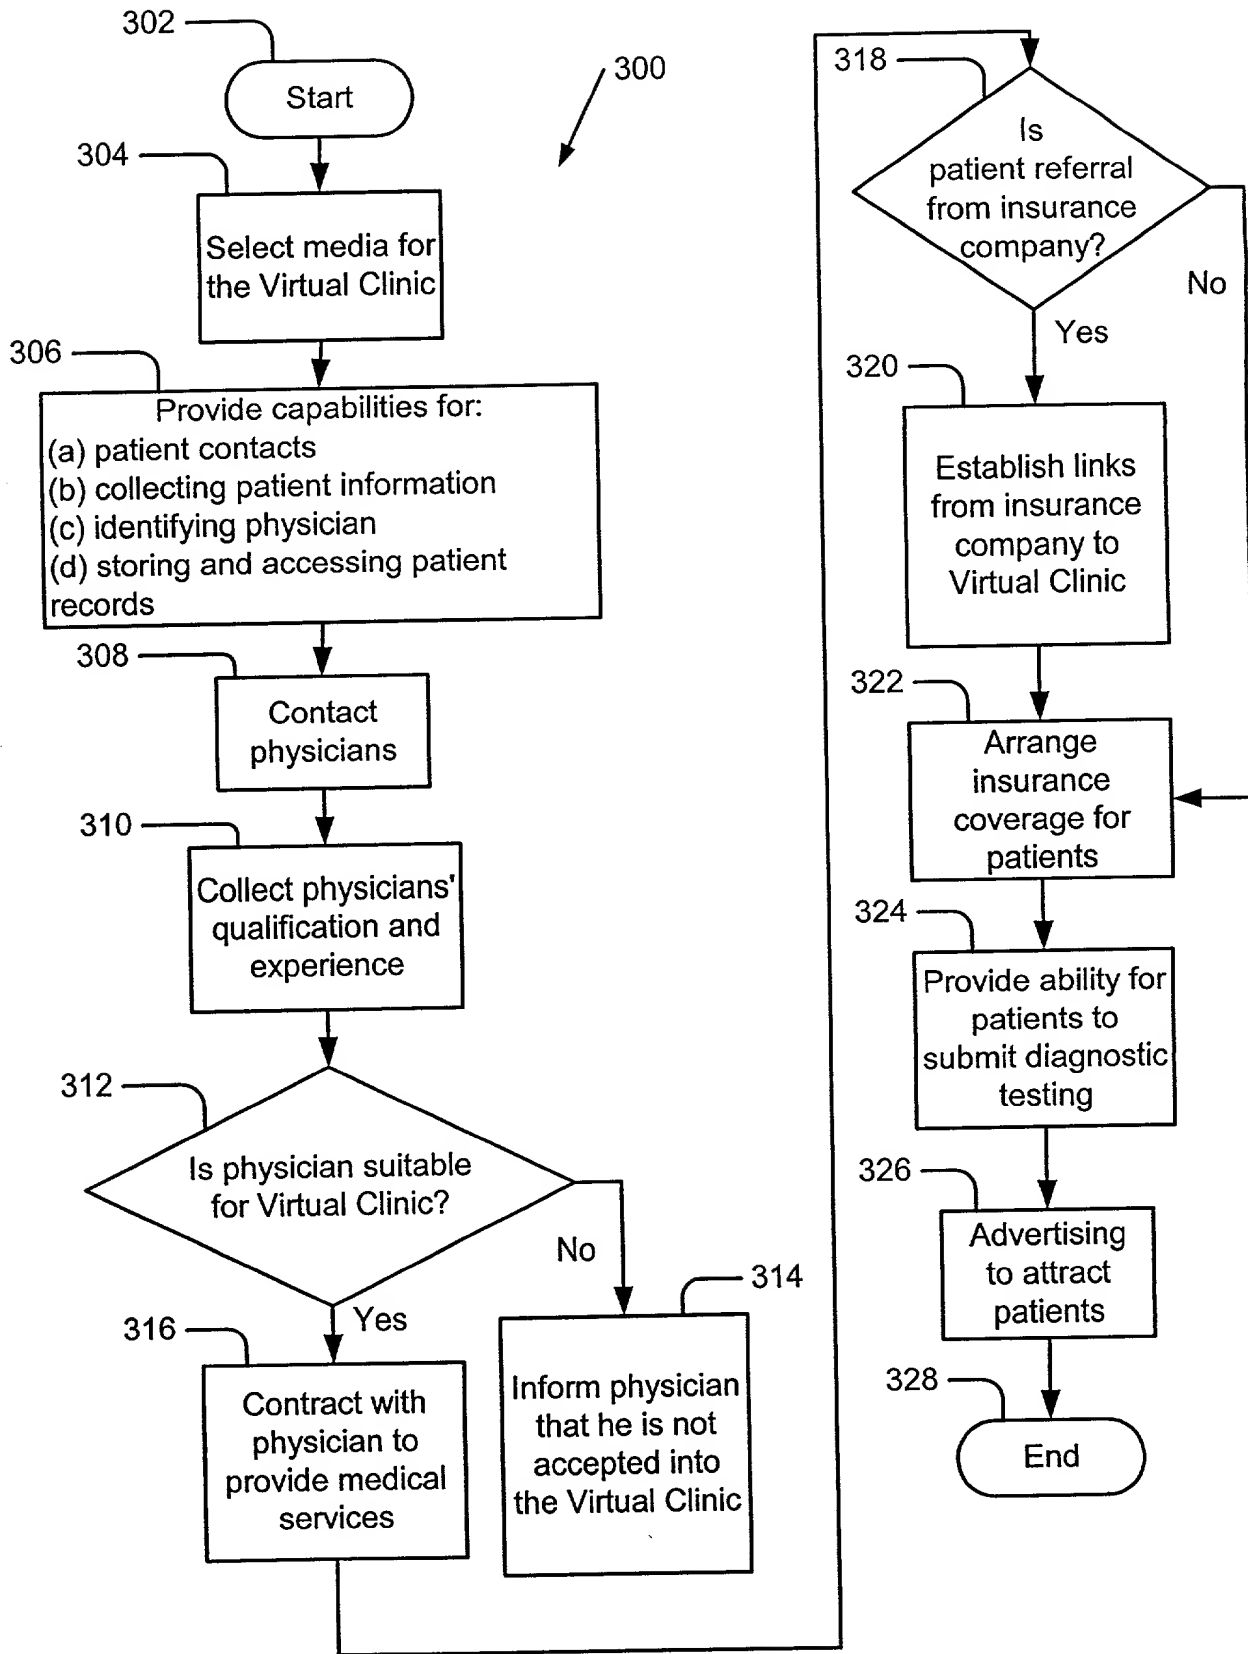 302
Start
300
304
Select media for
the Virtual Clinic
306
Provide capabilities for:
(a) patient contacts
(b) collecting patient information
(c) identifying physician
(d) storing and accessing patient
records
308
Contact
physicians
310
Collect physicians'
qualification and
experience
312
Is physician suitable
for Virtual Clinic?
No
Yes
314
Inform physician
that he is not
accepted into
the Virtual Clinic
316
Contract with
physician to
provide medical
services
318
Is
patient referral
from insurance
company?
No
Yes
320
Establish links
from insurance
company to
Virtual Clinic
322
Arrange
insurance
coverage for
patients
324
Provide ability for
patients to
submit diagnostic
testing
326
Advertising
to attract
patients
328
End